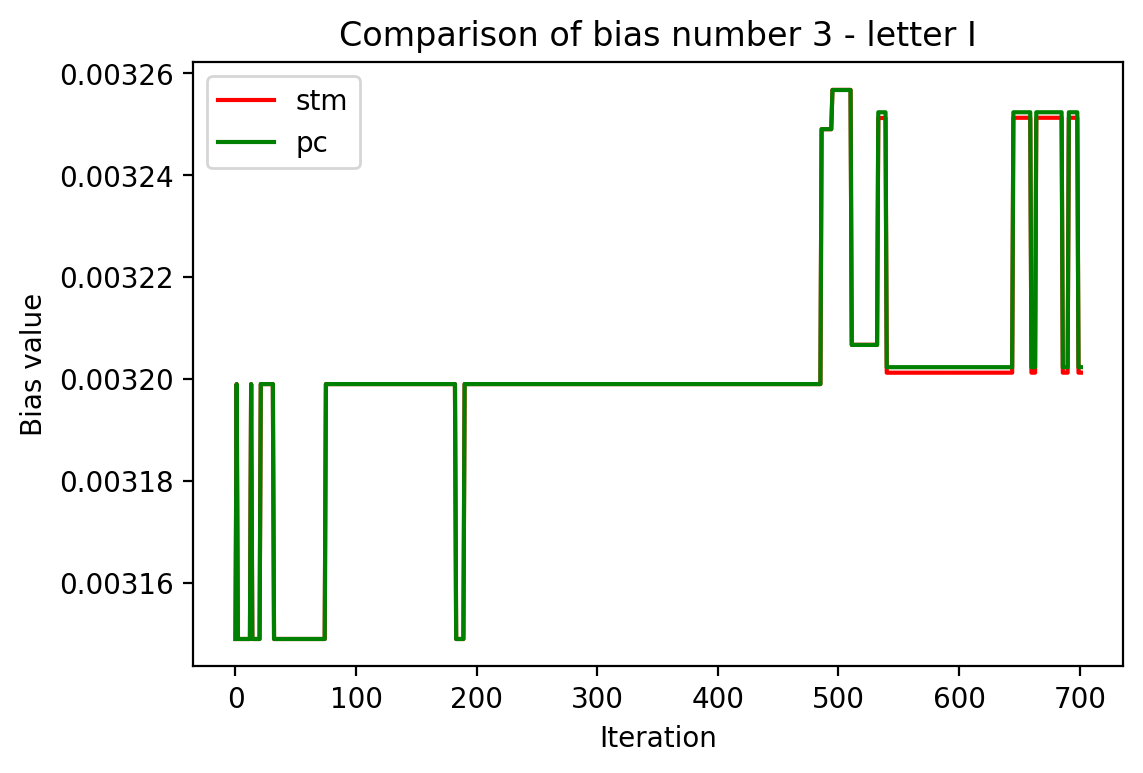 Comparison of bias number 3 - letter I
0.00326
0.00324
0.00322
0.00320
0.00318
0.00316
Bias value
stm
pc
0 100 200 300 400 500 600 700
Iteration